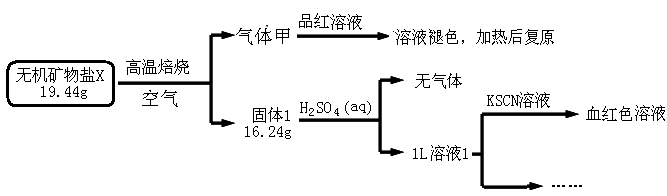 无机矿物盐X
19.44g
高温焙烧
空气
气体甲
品红溶液
溶液褪色，加热后复原
固体1
16.24g
H₂SO₄(aq)
无气体
1L溶液1
KSCN溶液
血红色溶液
……